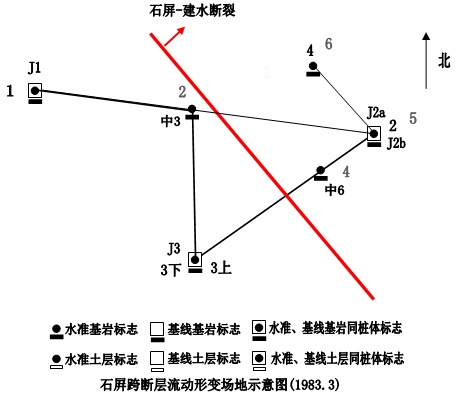 石屏-建水断裂
4 6
北
J1
1
2
中3
J2a
2 5
J2b
4
中6
J3
3下 3上
水准基岩标志 基线基岩标志 水准、基线基岩同桩体标志
水准土层标志 基线土层标志 水准、基线土层同桩体标志
石屏跨断层流动形变场地示意图(1983.3)